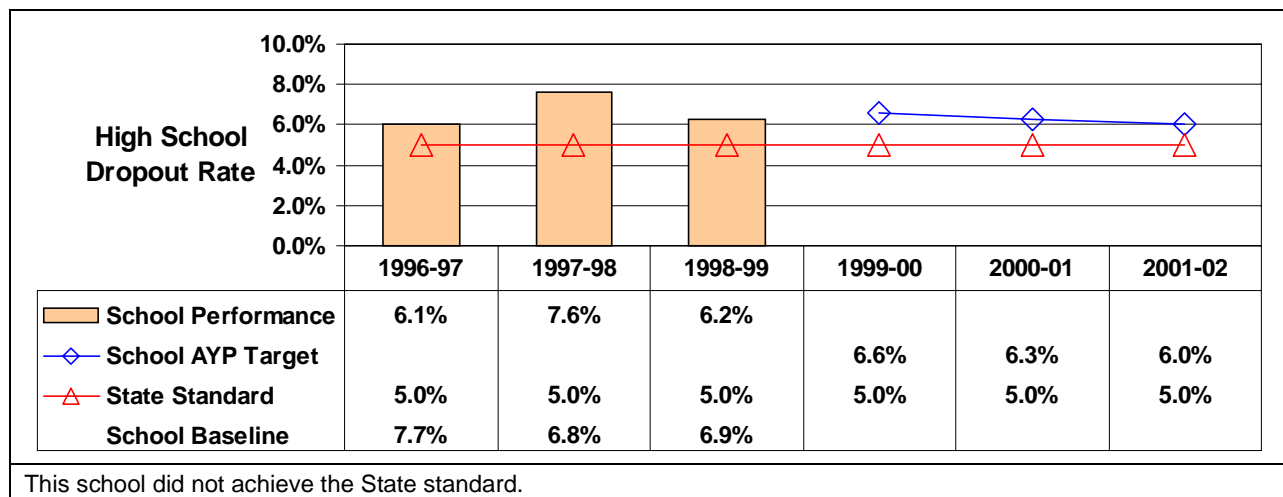 10.0%
8.0%
6.0%
4.0%
2.0%
0.0%
High School
Dropout Rate
1996-97 1997-98 1998-99 1999-00 2000-01 2001-02
School Performance 6.1% 7.6% 6.2%
School AYP Target 6.6% 6.3% 6.0%
State Standard 5.0% 5.0% 5.0% 5.0% 5.0% 5.0%
School Baseline 7.7% 6.8% 6.9%
This school did not achieve the State standard.